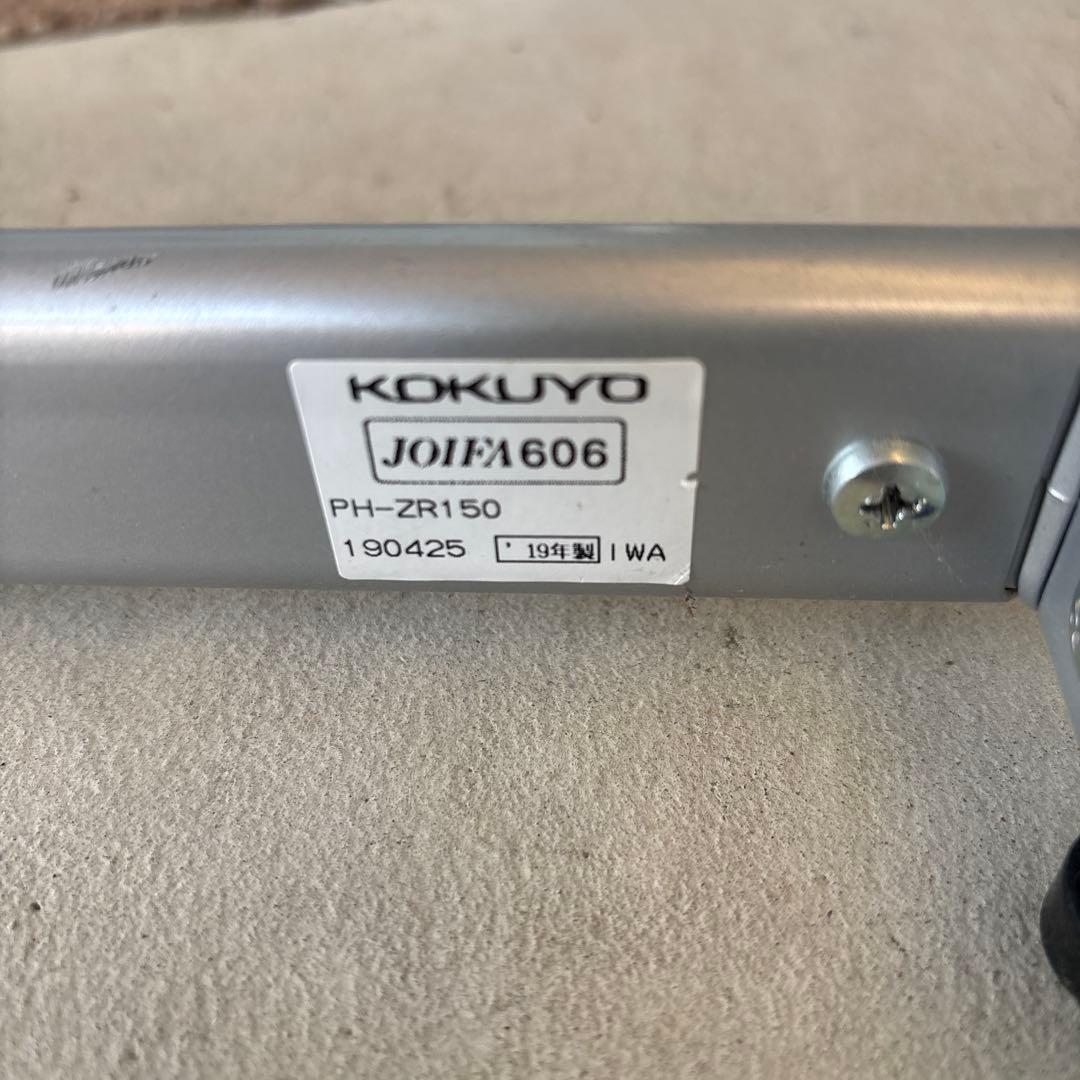 KOKUYO
JOIFA606
PH-ZR150
190425 '19年製 IWA